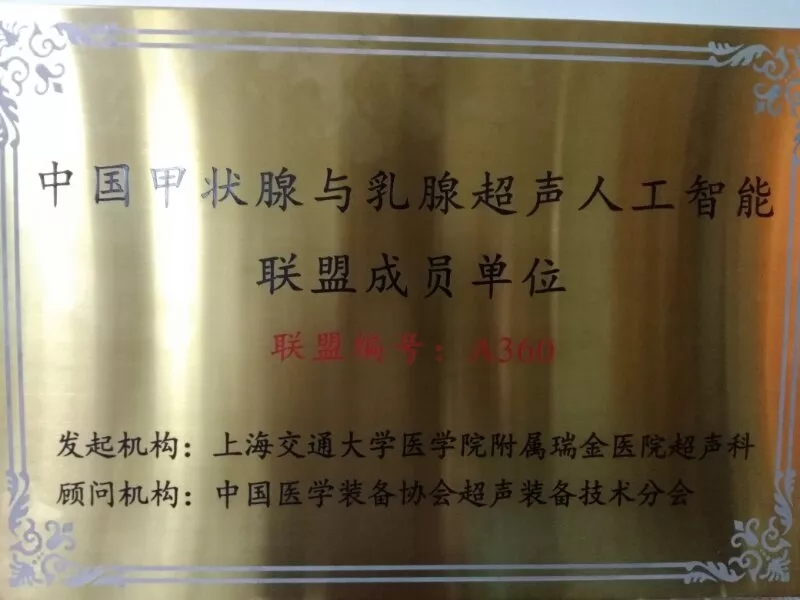 中国甲状腺与乳腺超声人工智能
联盟成员单位
联盟编号：A360
发起机构：上海交通大学医学院附属瑞金医院超声科
顾问机构：中国医学装备协会超声装备技术分会